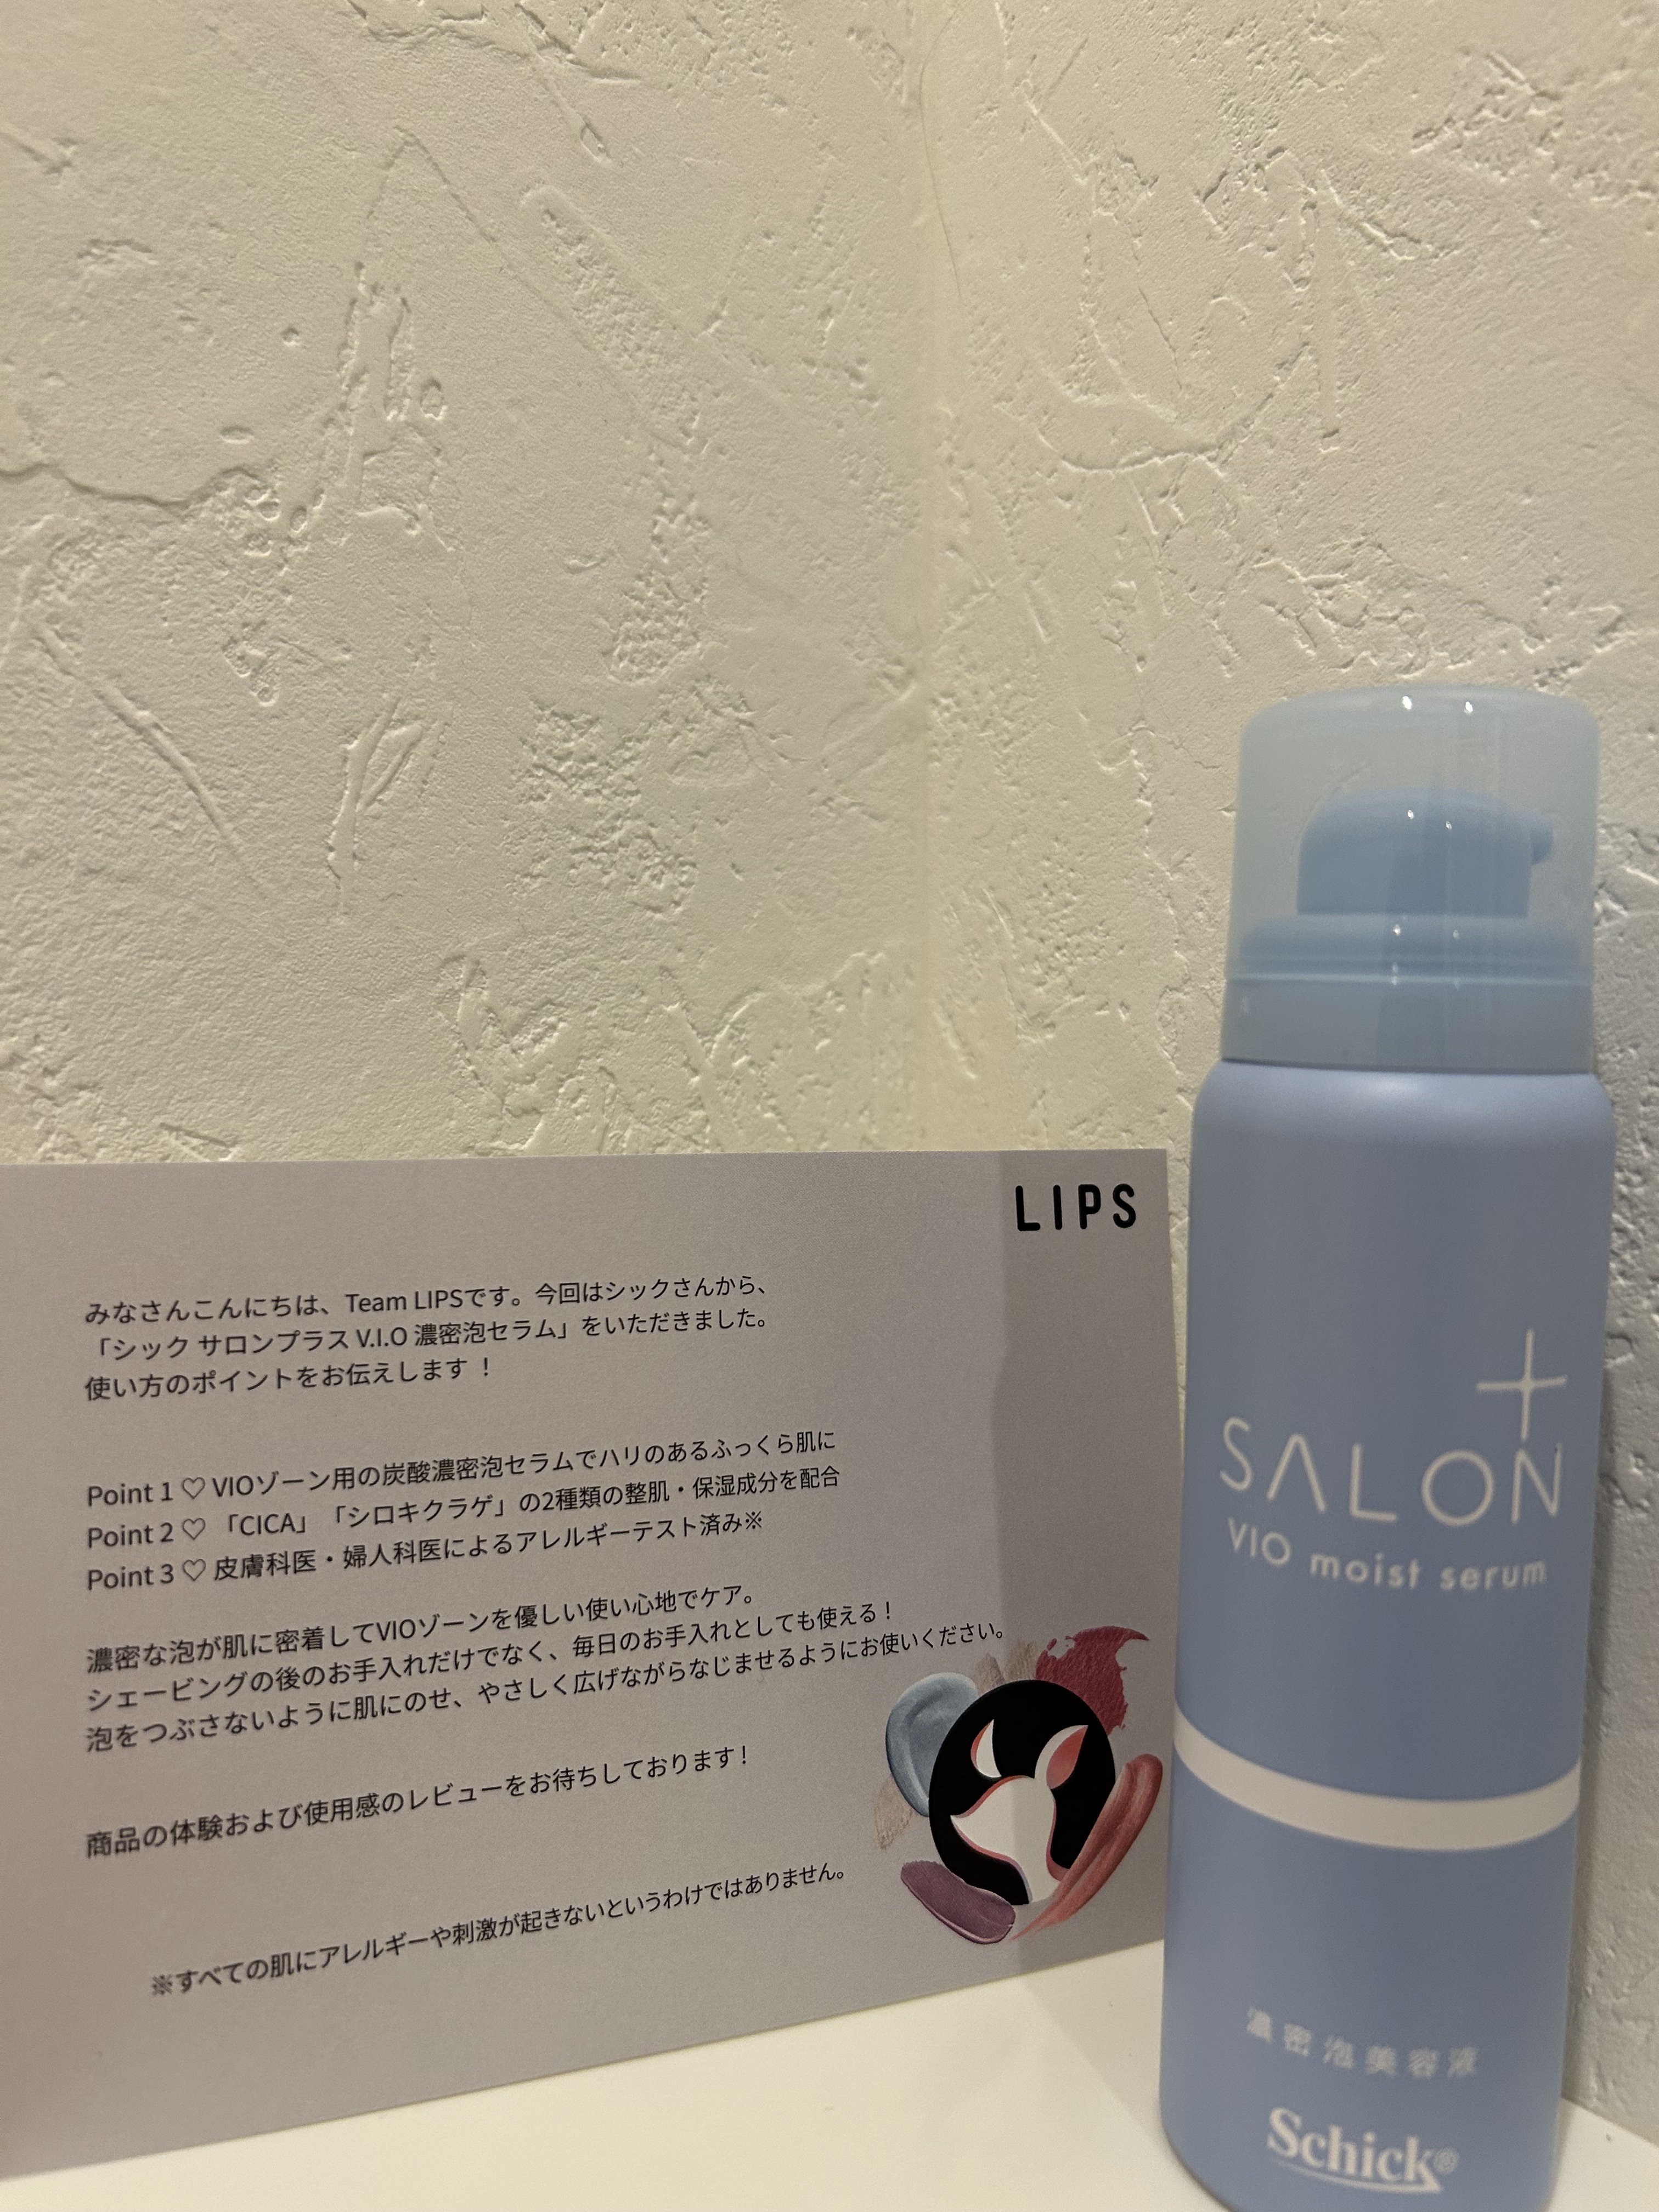 LIPS
みなさんこんにちは、Team LIPSです。今回はシックさんから、
「シック サロンプラス V.I.O 濃密泡セラム」をいただきました。
使い方のポイントをお伝えします！
Point 1 ♡ VIOゾーン用の炭酸濃密泡セラムでハリのあるふっくら肌に
Point 2 ♡ 「CICA」「シロキクラゲ」の2種類の整肌・保湿成分を配合
Point 3 ♡ 皮膚科医・婦人科医によるアレルギーテスト済み※
濃密な泡が肌に密着してVIOゾーンを優しい使い心地でケア。
シェービングの後のお手入れだけでなく、毎日のお手入れとしても使える！
泡をつぶさないように肌にのせ、やさしく広げながらなじませるようにお使いください。
商品の体験および使用感のレビューをお待ちしております！
※すべての肌にアレルギーや刺激が起きないというわけではありません。
+
SALON
VIO moist serum
濃密泡美容液
Schick®